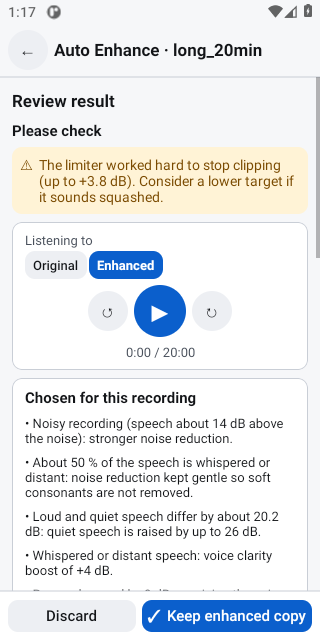 1:17
← Auto Enhance · long_20min
Review result
Please check
⚠ The limiter worked hard to stop clipping
(up to +3.8 dB). Consider a lower target if
it sounds squashed.
Listening to
Original Enhanced
0:00 / 20:00
Chosen for this recording
• Noisy recording (speech about 14 dB above
the noise): stronger noise reduction.
• About 50 % of the speech is whispered or
distant: noise reduction kept gentle so soft
consonants are not removed.
• Loud and quiet speech differ by about 20.2
dB: quiet speech is raised by up to 26 dB.
• Whispered or distant speech: voice clarity
boost of +4 dB.
Discard ✓ Keep enhanced copy